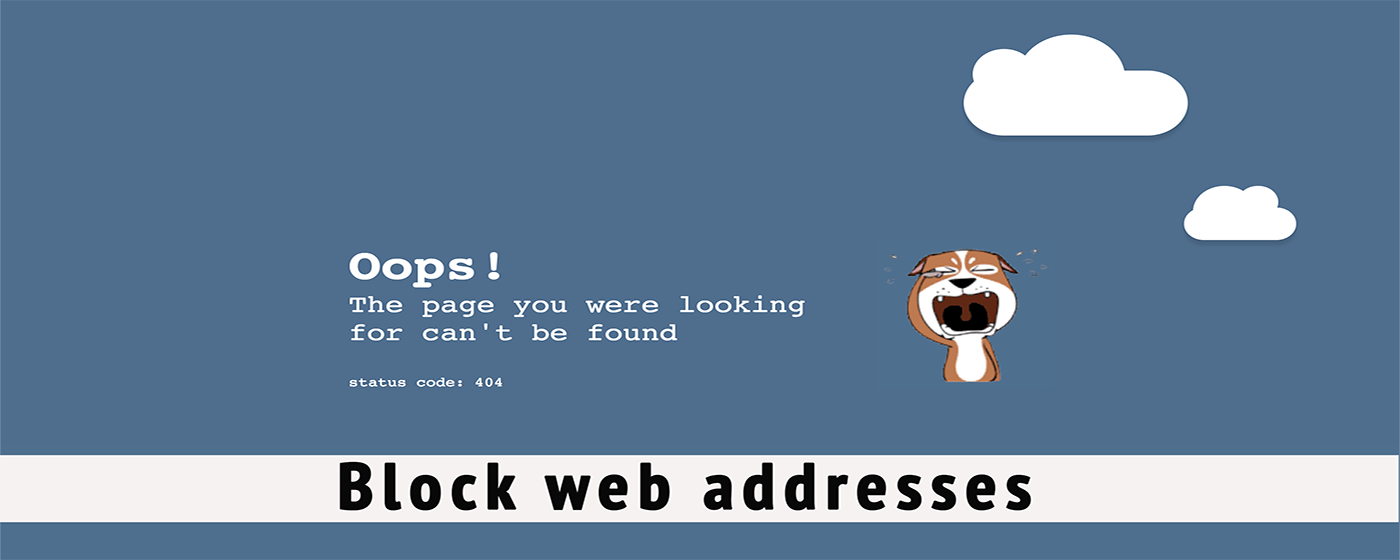 Oops!
The page you were looking
for can't be found
status code: 404
Block web addresses